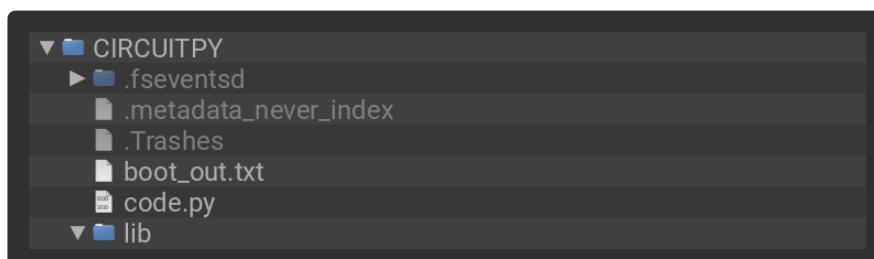 CIRCUITPY
.fseventsd
.metadata_never_index
.Trashes
boot_out.txt
code.py
lib